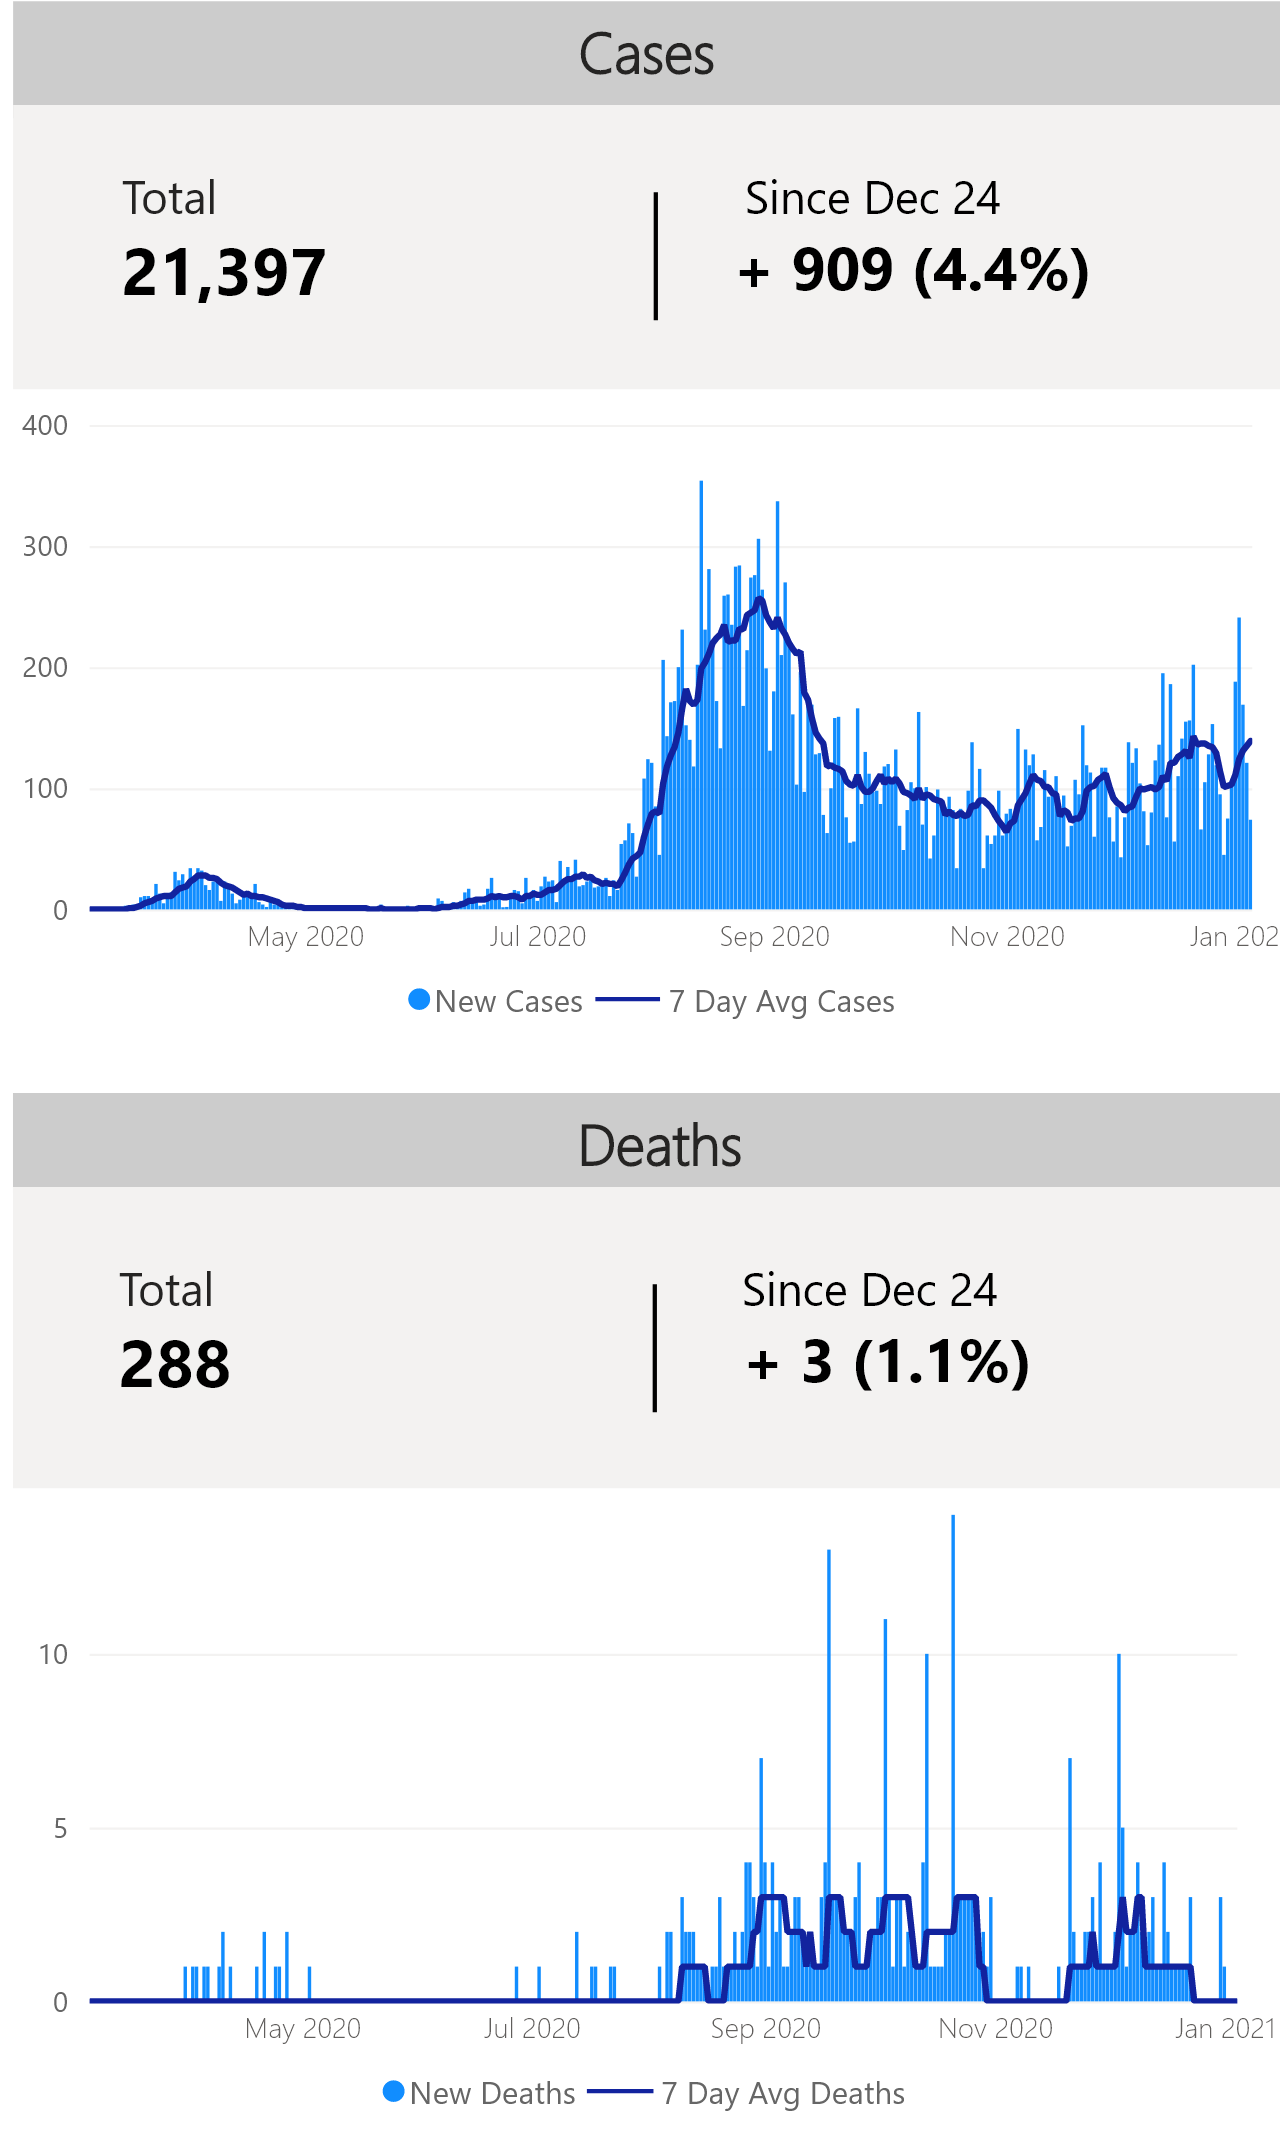 Cases
Total
Since Dec 24
21,397
+ 909 (4.4%)
400
300
200
100
0
May 2020
Jul 2020
Sep 2020
Nov 2020
Jan 202
New Cases
7 Day Avg Cases
Deaths
Total
Since Dec 24
288
+ 3 (1.1%)
10
5
0
May 2020
Jul 2020
Sep 2020
Nov 2020
Jan 2021
New Deaths
7 Day Avg Deaths